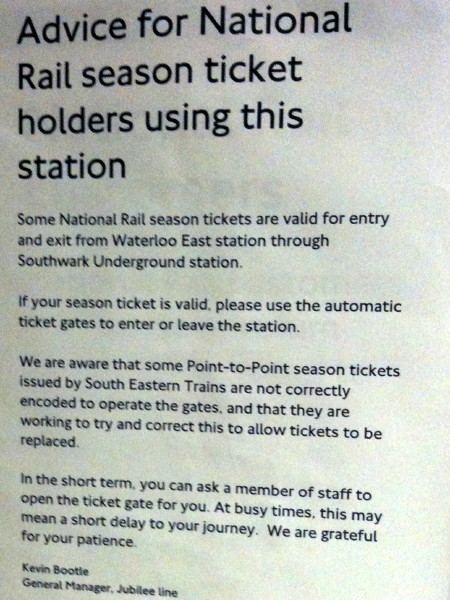 Advice for National
Rail season ticket
holders using this
station
Some National Rail season tickets are valid for entry
and exit from Waterloo East station through
Southwark Underground station.
If your season ticket is valid, please use the automatic
ticket gates to enter or leave the station.
We are aware that some Point-to-Point season tickets
issued by South Eastern Trains are not correctly
encoded to operate the gates, and that they are
working to try and correct this to allow tickets to be
replaced.
In the short term, you can ask a member of staff to
open the ticket gate for you. At busy times, this may
mean a short delay to your journey. We are grateful
for your patience.
Kevin Bootle
General Manager, Jubilee line